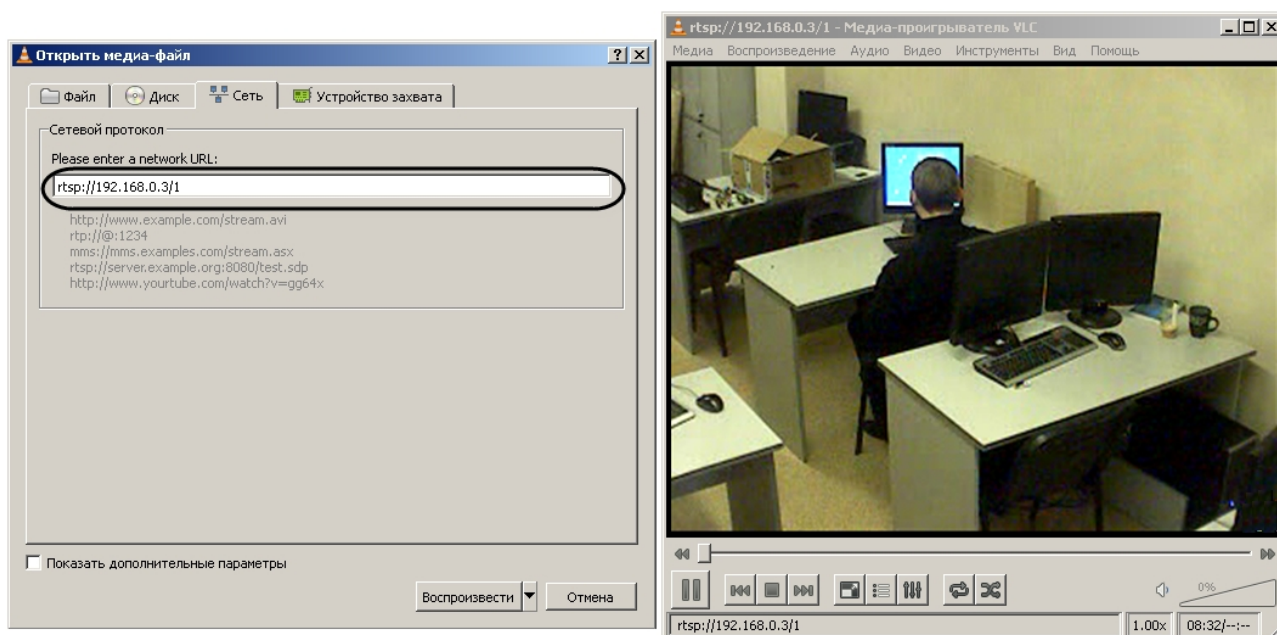 Открыть медиа-файл
Файл
Диск
Сеть
Устройство захвата
Сетевой протокол
Please enter a network URL:
rtsp://192.168.0.3/1
http://www.example.com/stream.avi
rtp://@:1234
mms://mms.examples.com/stream.asx
rtsp://server.example.org:8080/test.sdp
http://www.yourtube.com/watch?v=gg64x
Показать дополнительные параметры
Воспроизвести
Отмена
rtsp://192.168.0.3/1 - Медиа-проигрыватель VLC
Медиа Воспроизведение Аудио Видео Инструменты Вид Помощь
0%
rtsp://192.168.0.3/1
1.00x
08:32/--:--